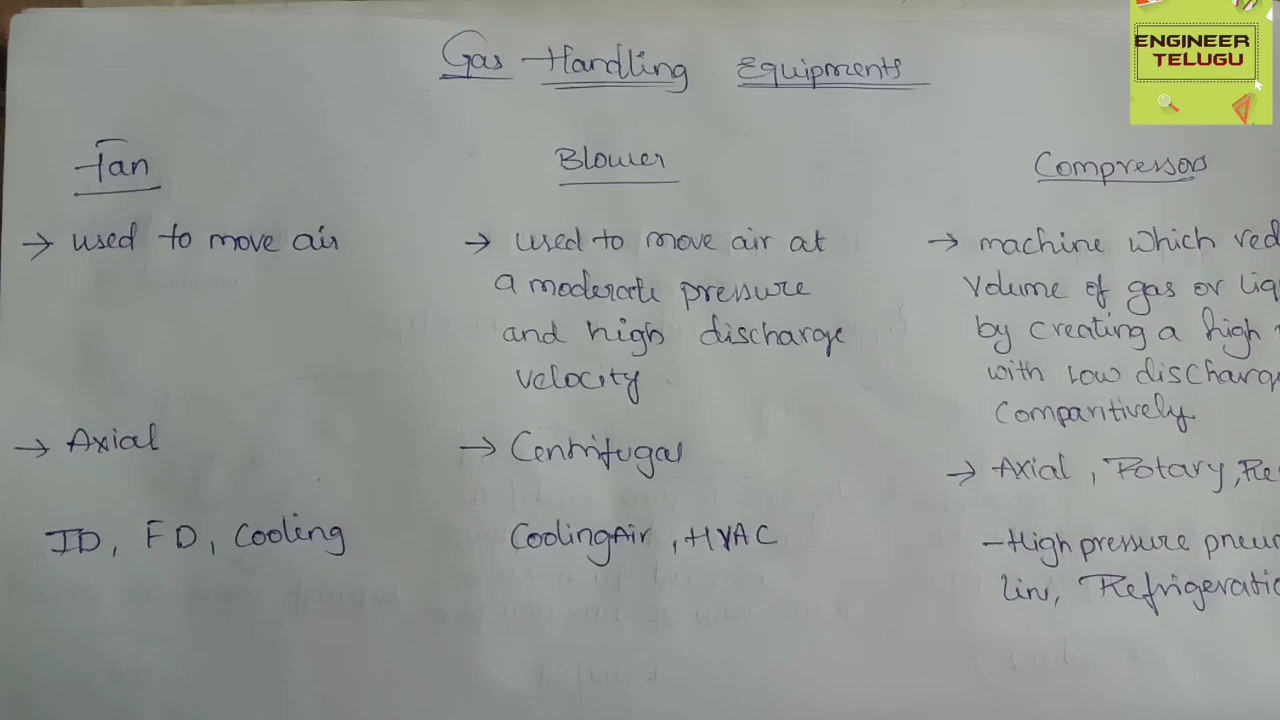 Gas Handling Equipments
ENGINEER
TELUGU
Fan
→ used to move air
→ Axial
ID, FD, Cooling
Blower
→ used to move air at
a moderate pressure
and high discharge
velocity
→ Centrifugal
CoolingAir, HVAC
Compressors
→ machine which red
volume of gas or liq
by creating a high
with low discharg
comparitively
→ Axial, Rotary, Re
- High pressure pneu
line, Refrigeratio